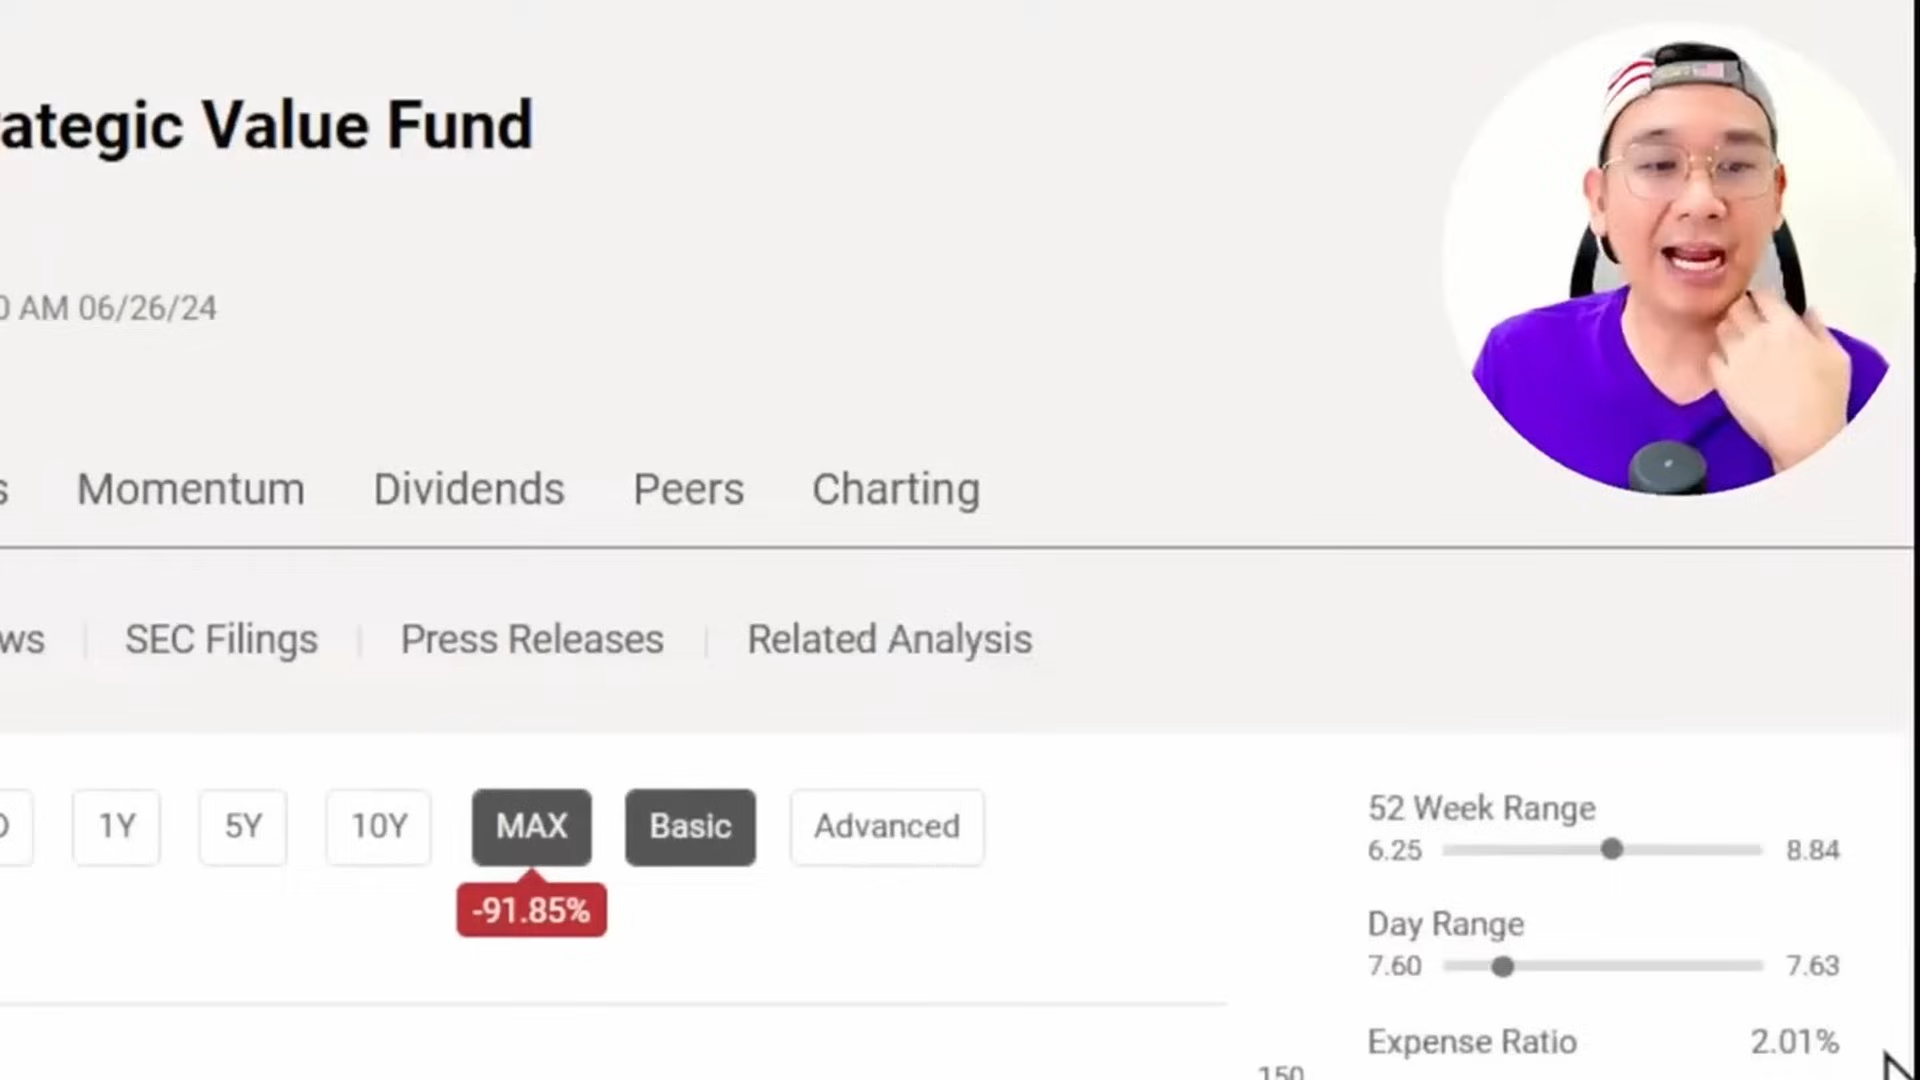 ategic Value Fund
0 AM 06/26/24
s Momentum Dividends Peers Charting
ws SEC Filings Press Releases Related Analysis
1Y 5Y 10Y MAX Basic Advanced
-91.85%
52 Week Range
6.25 8.84
Day Range
7.60 7.63
Expense Ratio 2.01%
150